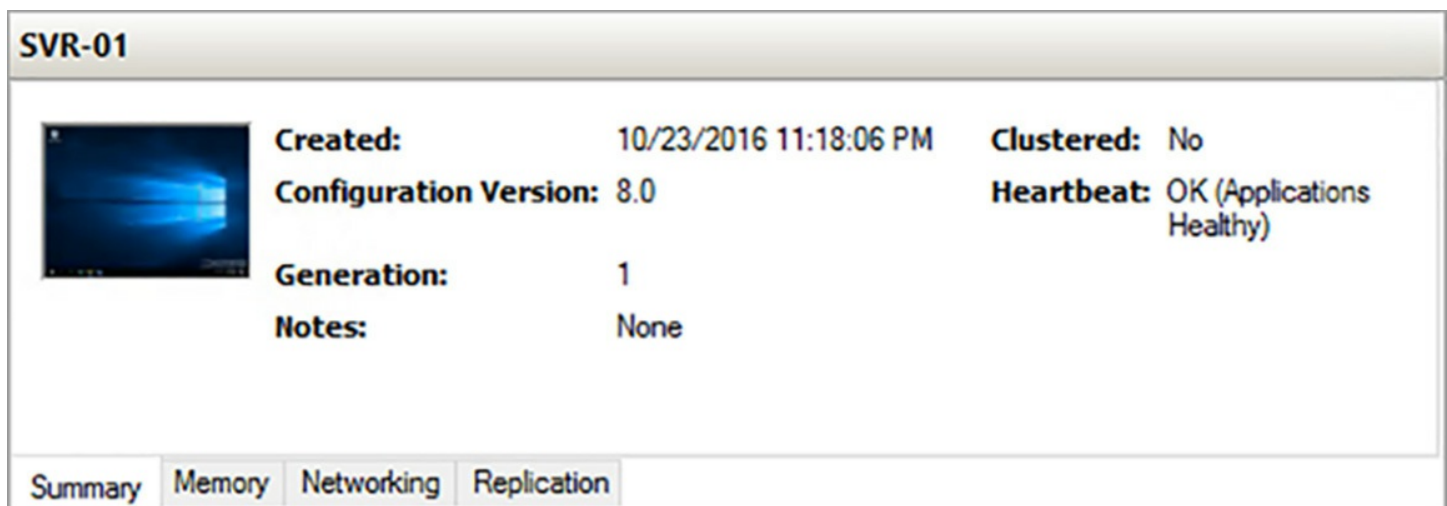 SVR-01
Created: 10/23/2016 11:18:06 PM Clustered: No
Configuration Version: 8.0 Heartbeat: OK (Applications
Healthy)
Generation: 1
Notes: None
Summary Memory Networking Replication